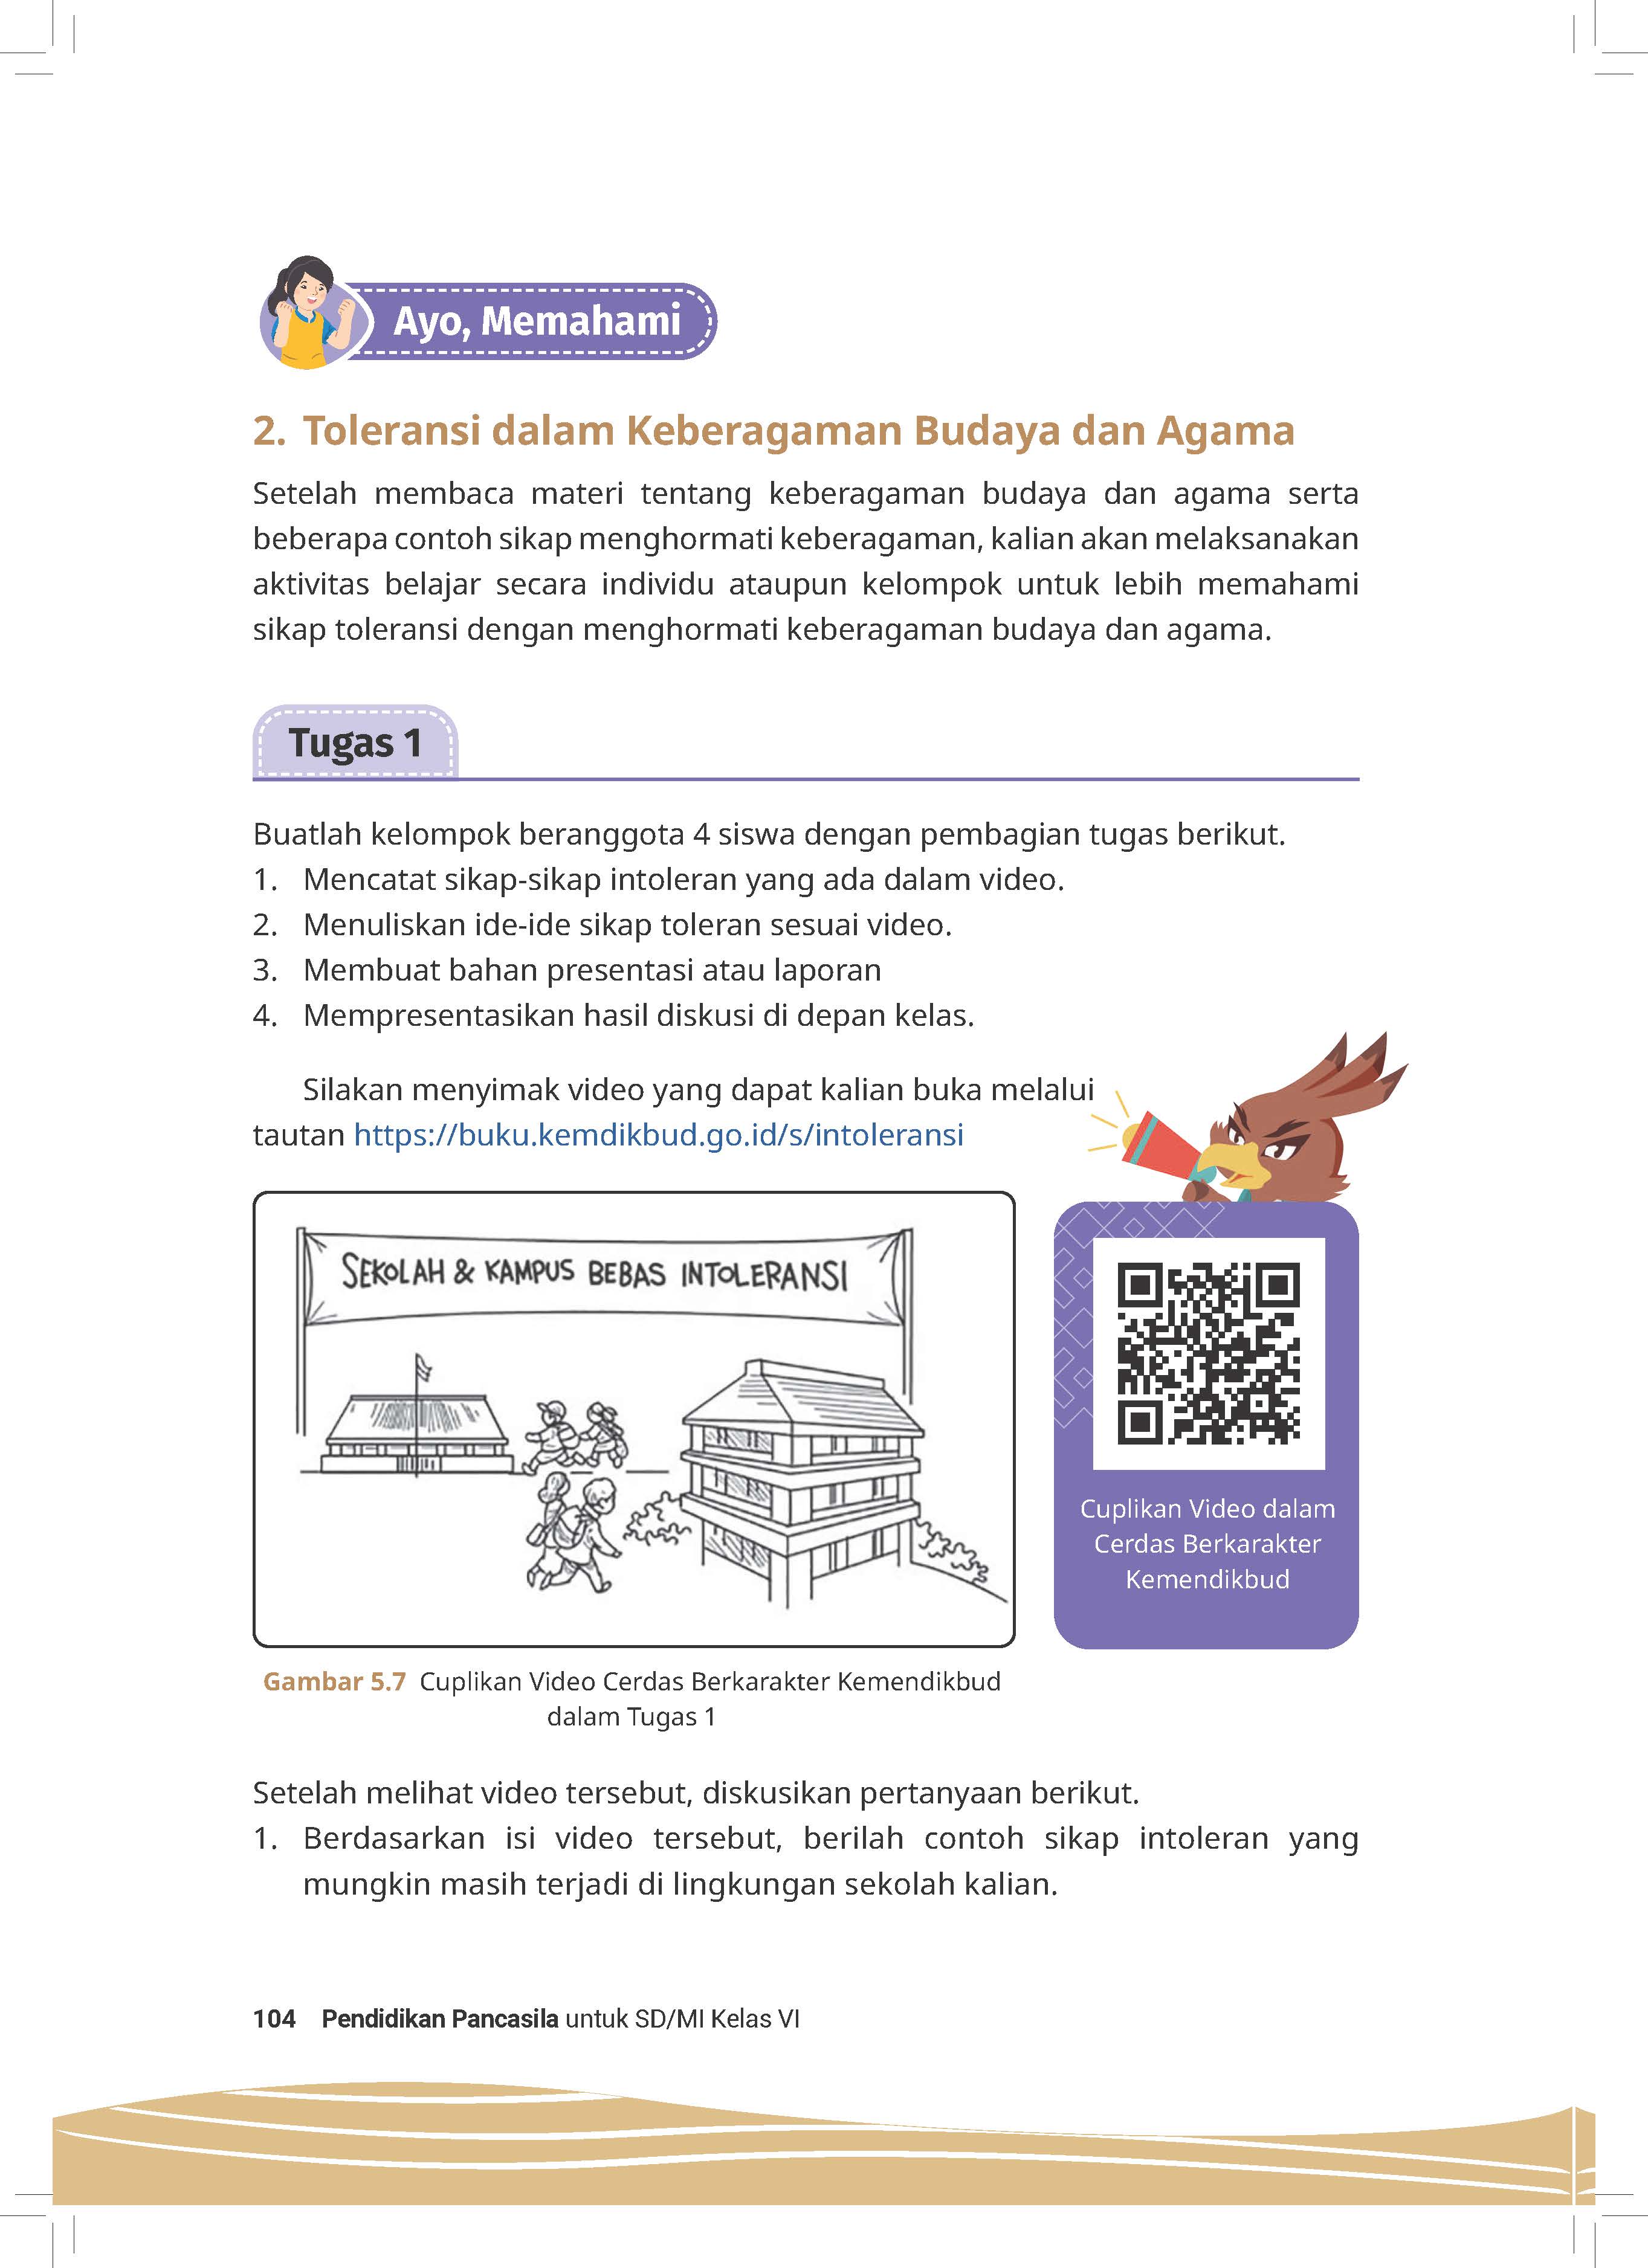 Ayo, Memahami
2. Toleransi dalam Keberagaman Budaya dan Agama
Setelah membaca materi tentang keberagaman budaya dan agama serta
beberapa contoh sikap menghormati keberagaman, kalian akan melaksanakan
aktivitas belajar secara individu ataupun kelompok untuk lebih memahami
sikap toleransi dengan menghormati keberagaman budaya dan agama.
Tugas 1
Buatlah kelompok beranggota 4 siswa dengan pembagian tugas berikut.
1. Mencatat sikap-sikap intoleran yang ada dalam video.
2. Menuliskan ide-ide sikap toleran sesuai video.
3. Membuat bahan presentasi atau laporan
4. Mempresentasikan hasil diskusi di depan kelas.
Silakan menyimak video yang dapat kalian buka melalui
tautan https://buku.kemdikbud.go.id/s/intoleransi
SEKOLAH & KAMPUS BEBAS INTOLERANSI
Cuplikan Video dalam
Cerdas Berkarakter
Kemendikbud
Gambar 5.7 Cuplikan Video Cerdas Berkarakter Kemendikbud
dalam Tugas 1
Setelah melihat video tersebut, diskusikan pertanyaan berikut.
1. Berdasarkan isi video tersebut, berilah contoh sikap intoleran yang
mungkin masih terjadi di lingkungan sekolah kalian.
104 Pendidikan Pancasila untuk SD/MI Kelas VI